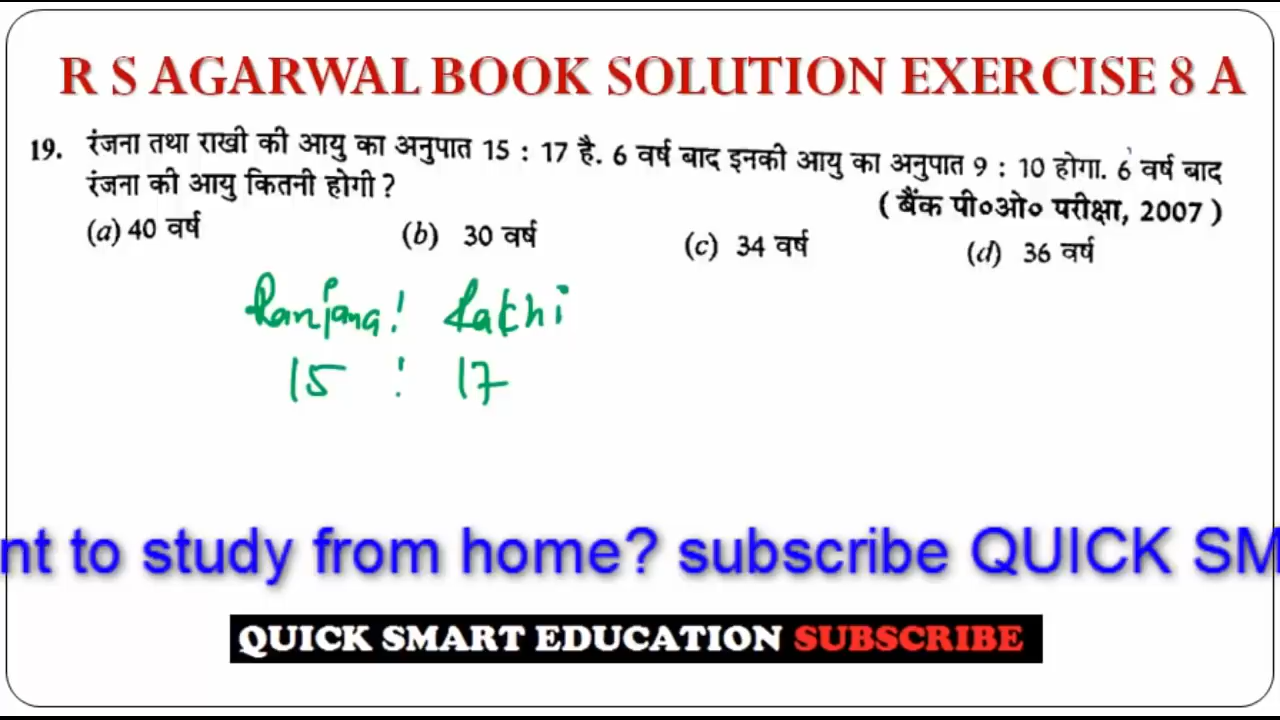 R S AGARWAL BOOK SOLUTION EXERCISE 8 A
19. रंजना तथा राखी की आयु का अनुपात 15 : 17 है. 6 वर्ष बाद इनकी आयु का अनुपात 9 : 10 होगा. 6 वर्ष बाद
रंजना की आयु कितनी होगी ?
( बैंक पी०ओ० परीक्षा, 2007 )
(a) 40 वर्ष (b) 30 वर्ष (c) 34 वर्ष (d) 36 वर्ष
Ranjana : Rakhi
15 : 17
nt to study from home? subscribe QUICK SM
QUICK SMART EDUCATION SUBSCRIBE